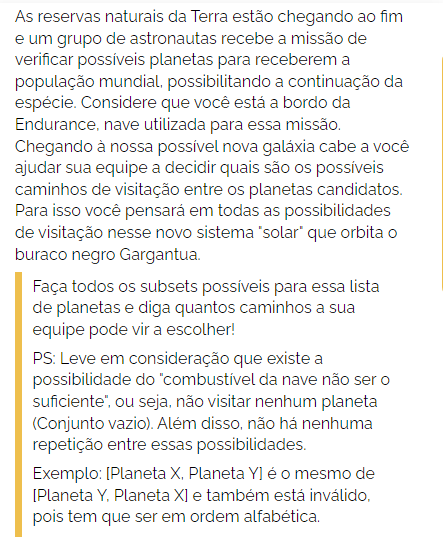 As reservas naturais da Terra estão chegando ao fim
e um grupo de astronautas recebe a missão de
verificar possíveis planetas para receberem a
população mundial, possibilitando a continuação da
espécie. Considere que você está a bordo da
Endurance, nave utilizada para essa missão.
Chegando à nossa possível nova galáxia cabe a você
ajudar sua equipe a decidir quais são os possíveis
caminhos de visitação entre os planetas candidatos.
Para isso você pensará em todas as possibilidades
de visitação nesse novo sistema "solar" que orbita o
buraco negro Gargantua.
Faça todos os subsets possíveis para essa lista
de planetas e diga quantos caminhos a sua
equipe pode vir a escolher!
PS: Leve em consideração que existe a
possibilidade do "combustível da nave não ser o
suficiente", ou seja, não visitar nenhum planeta
(Conjunto vazio). Além disso, não há nenhuma
repetição entre essas possibilidades.
Exemplo: [Planeta X, Planeta Y] é o mesmo de
[Planeta Y, Planeta X] e também está inválido,
pois tem que ser em ordem alfabética.